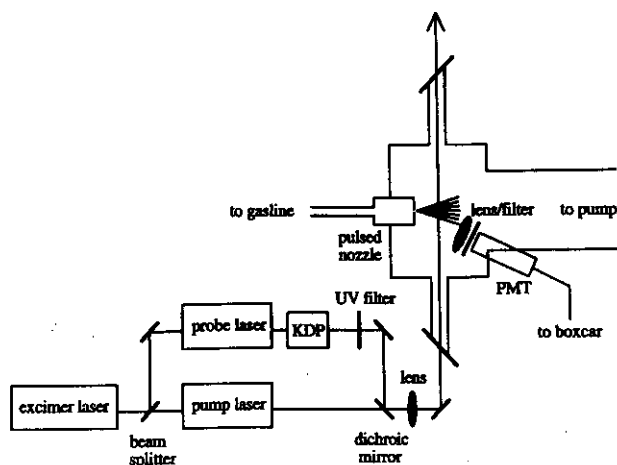 to gasline
pulsed
nozzle
lens/filter
to pump
PMT
to boxcar
UV filter
probe laser
KDP
lens
excimer laser
pump laser
beam
splitter
dichroic
mirror